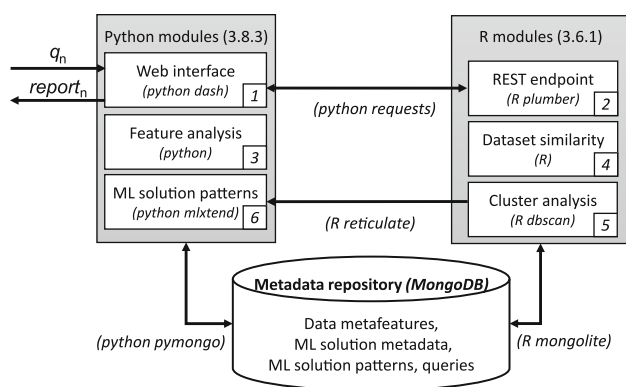 Python modules (3.8.3)
R modules (3.6.1)
qn
reportn
Web interface
(python dash)
1
(python requests)
REST endpoint
(R plumber)
2
Feature analysis
(python)
3
Dataset similarity
(R)
4
ML solution patterns
(python mlxtend)
6
(R reticulate)
Cluster analysis
(R dbscan)
5
Metadata repository (MongoDB)
(python pymongo)
(R mongolite)
Data metafeatures,
ML solution metadata,
ML solution patterns, queries